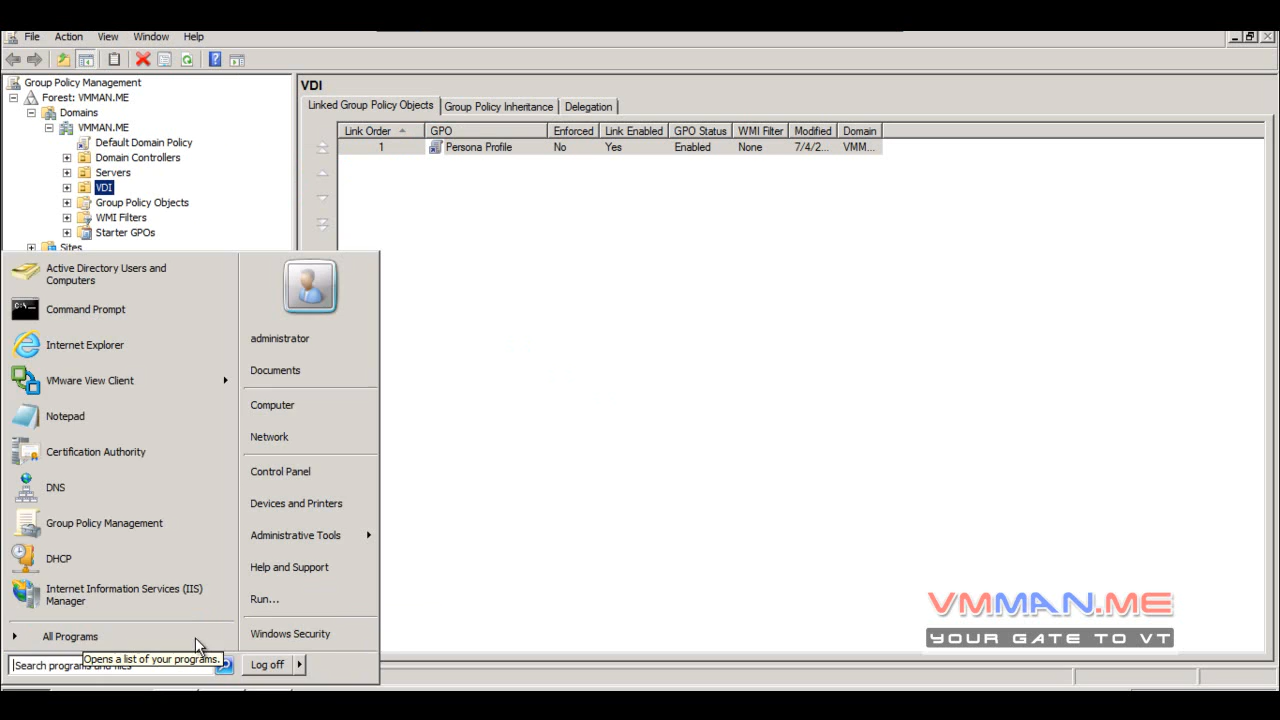 File Action View Window Help
Group Policy Management
Forest: VMMAN.ME
Domains
VMMAN.ME
Default Domain Policy
Domain Controllers
Servers
VDI
Group Policy Objects
WMI Filters
Starter GPOs
Sites
VDI
Linked Group Policy Objects Group Policy Inheritance Delegation
Link Order GPO Enforced Link Enabled GPO Status WMI Filter Modified Domain
1 Persona Profile No Yes Enabled None 7/4/2... VMM...
Active Directory Users and
Computers
Command Prompt
Internet Explorer
VMware View Client
Notepad
Certification Authority
DNS
Group Policy Management
DHCP
Internet Information Services (IIS)
Manager
All Programs
Opens a list of your programs.
Search programs and files
administrator
Documents
Computer
Network
Control Panel
Devices and Printers
Administrative Tools
Help and Support
Run...
Windows Security
Log off
VMMAN.ME
YOUR GATE TO VT